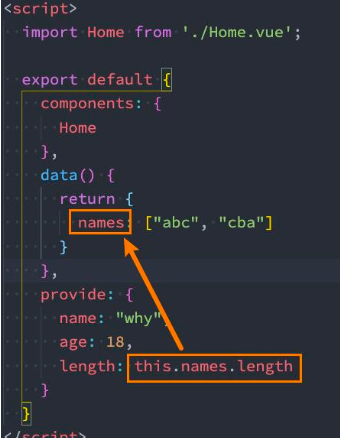 <script>
import Home from './Home.vue';
export default {
components: {
Home
},
data() {
return {
names: ["abc", "cba"]
}
},
provide: {
name: "why",
age: 18,
length: this.names.length
}
}
</script>